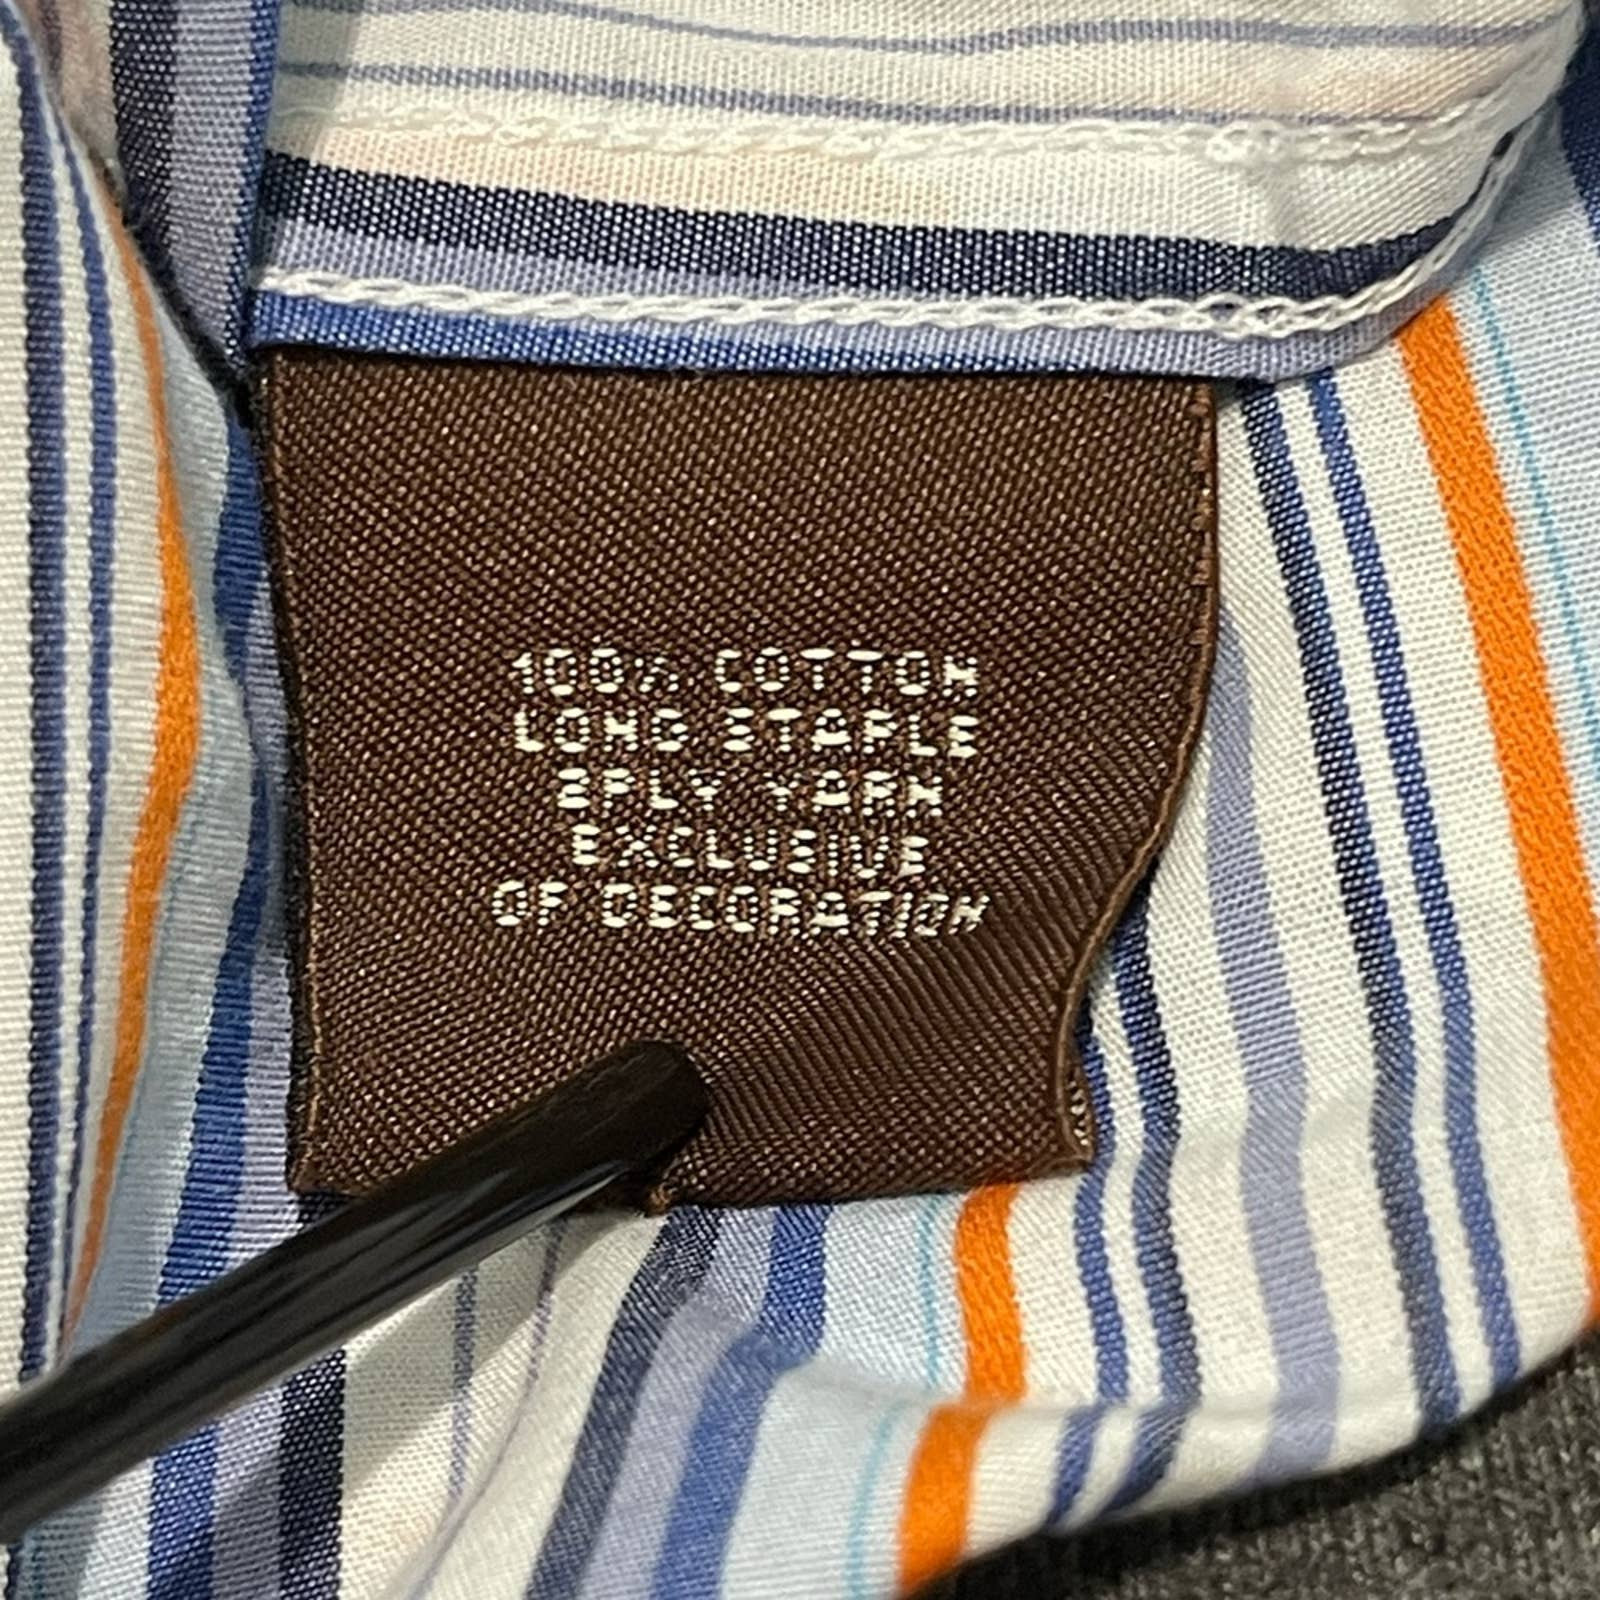 100% COTTON
LONG STAPLE
2PLY YARN
EXCLUSIVE
OF DECORATION